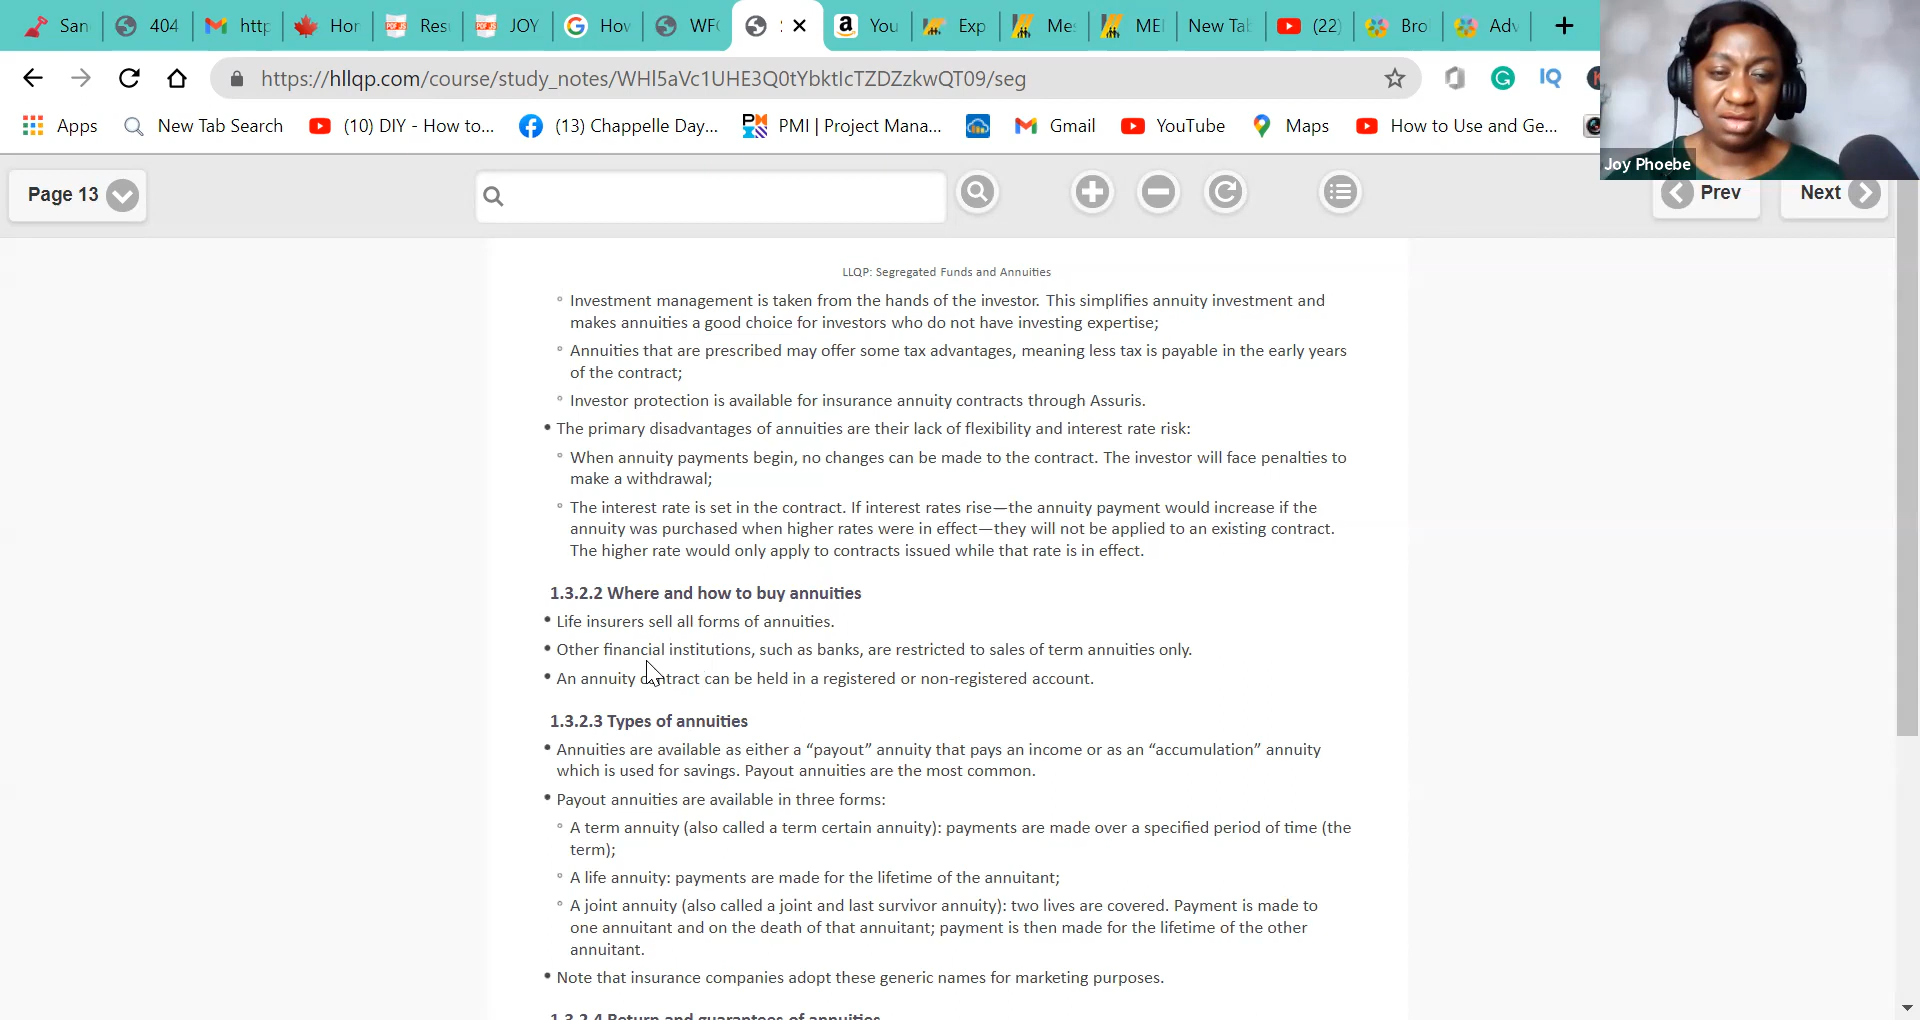 San 404 http Hor Res JOY How WFC : You Exp Me: MEI New Tab (22) Bro Adv
https://hllqp.com/course/study_notes/WHl5aVc1UHE3Q0tYbktIcTZDZzkwQT09/seg
Apps New Tab Search (10) DIY - How to... (13) Chappelle Day... PMI | Project Mana... Gmail YouTube Maps How to Use and Ge...
Joy Phoebe
Page 13 Prev Next
LLQP: Segregated Funds and Annuities
◦ Investment management is taken from the hands of the investor. This simplifies annuity investment and
makes annuities a good choice for investors who do not have investing expertise;
◦ Annuities that are prescribed may offer some tax advantages, meaning less tax is payable in the early years
of the contract;
◦ Investor protection is available for insurance annuity contracts through Assuris.
• The primary disadvantages of annuities are their lack of flexibility and interest rate risk:
◦ When annuity payments begin, no changes can be made to the contract. The investor will face penalties to
make a withdrawal;
◦ The interest rate is set in the contract. If interest rates rise—the annuity payment would increase if the
annuity was purchased when higher rates were in effect—they will not be applied to an existing contract.
The higher rate would only apply to contracts issued while that rate is in effect.
1.3.2.2 Where and how to buy annuities
• Life insurers sell all forms of annuities.
• Other financial institutions, such as banks, are restricted to sales of term annuities only.
• An annuity contract can be held in a registered or non-registered account.
1.3.2.3 Types of annuities
• Annuities are available as either a “payout” annuity that pays an income or as an “accumulation” annuity
which is used for savings. Payout annuities are the most common.
• Payout annuities are available in three forms:
◦ A term annuity (also called a term certain annuity): payments are made over a specified period of time (the
term);
◦ A life annuity: payments are made for the lifetime of the annuitant;
◦ A joint annuity (also called a joint and last survivor annuity): two lives are covered. Payment is made to
one annuitant and on the death of that annuitant; payment is then made for the lifetime of the other
annuitant.
• Note that insurance companies adopt these generic names for marketing purposes.
1.3.2.4 Return and guarantees of annuities